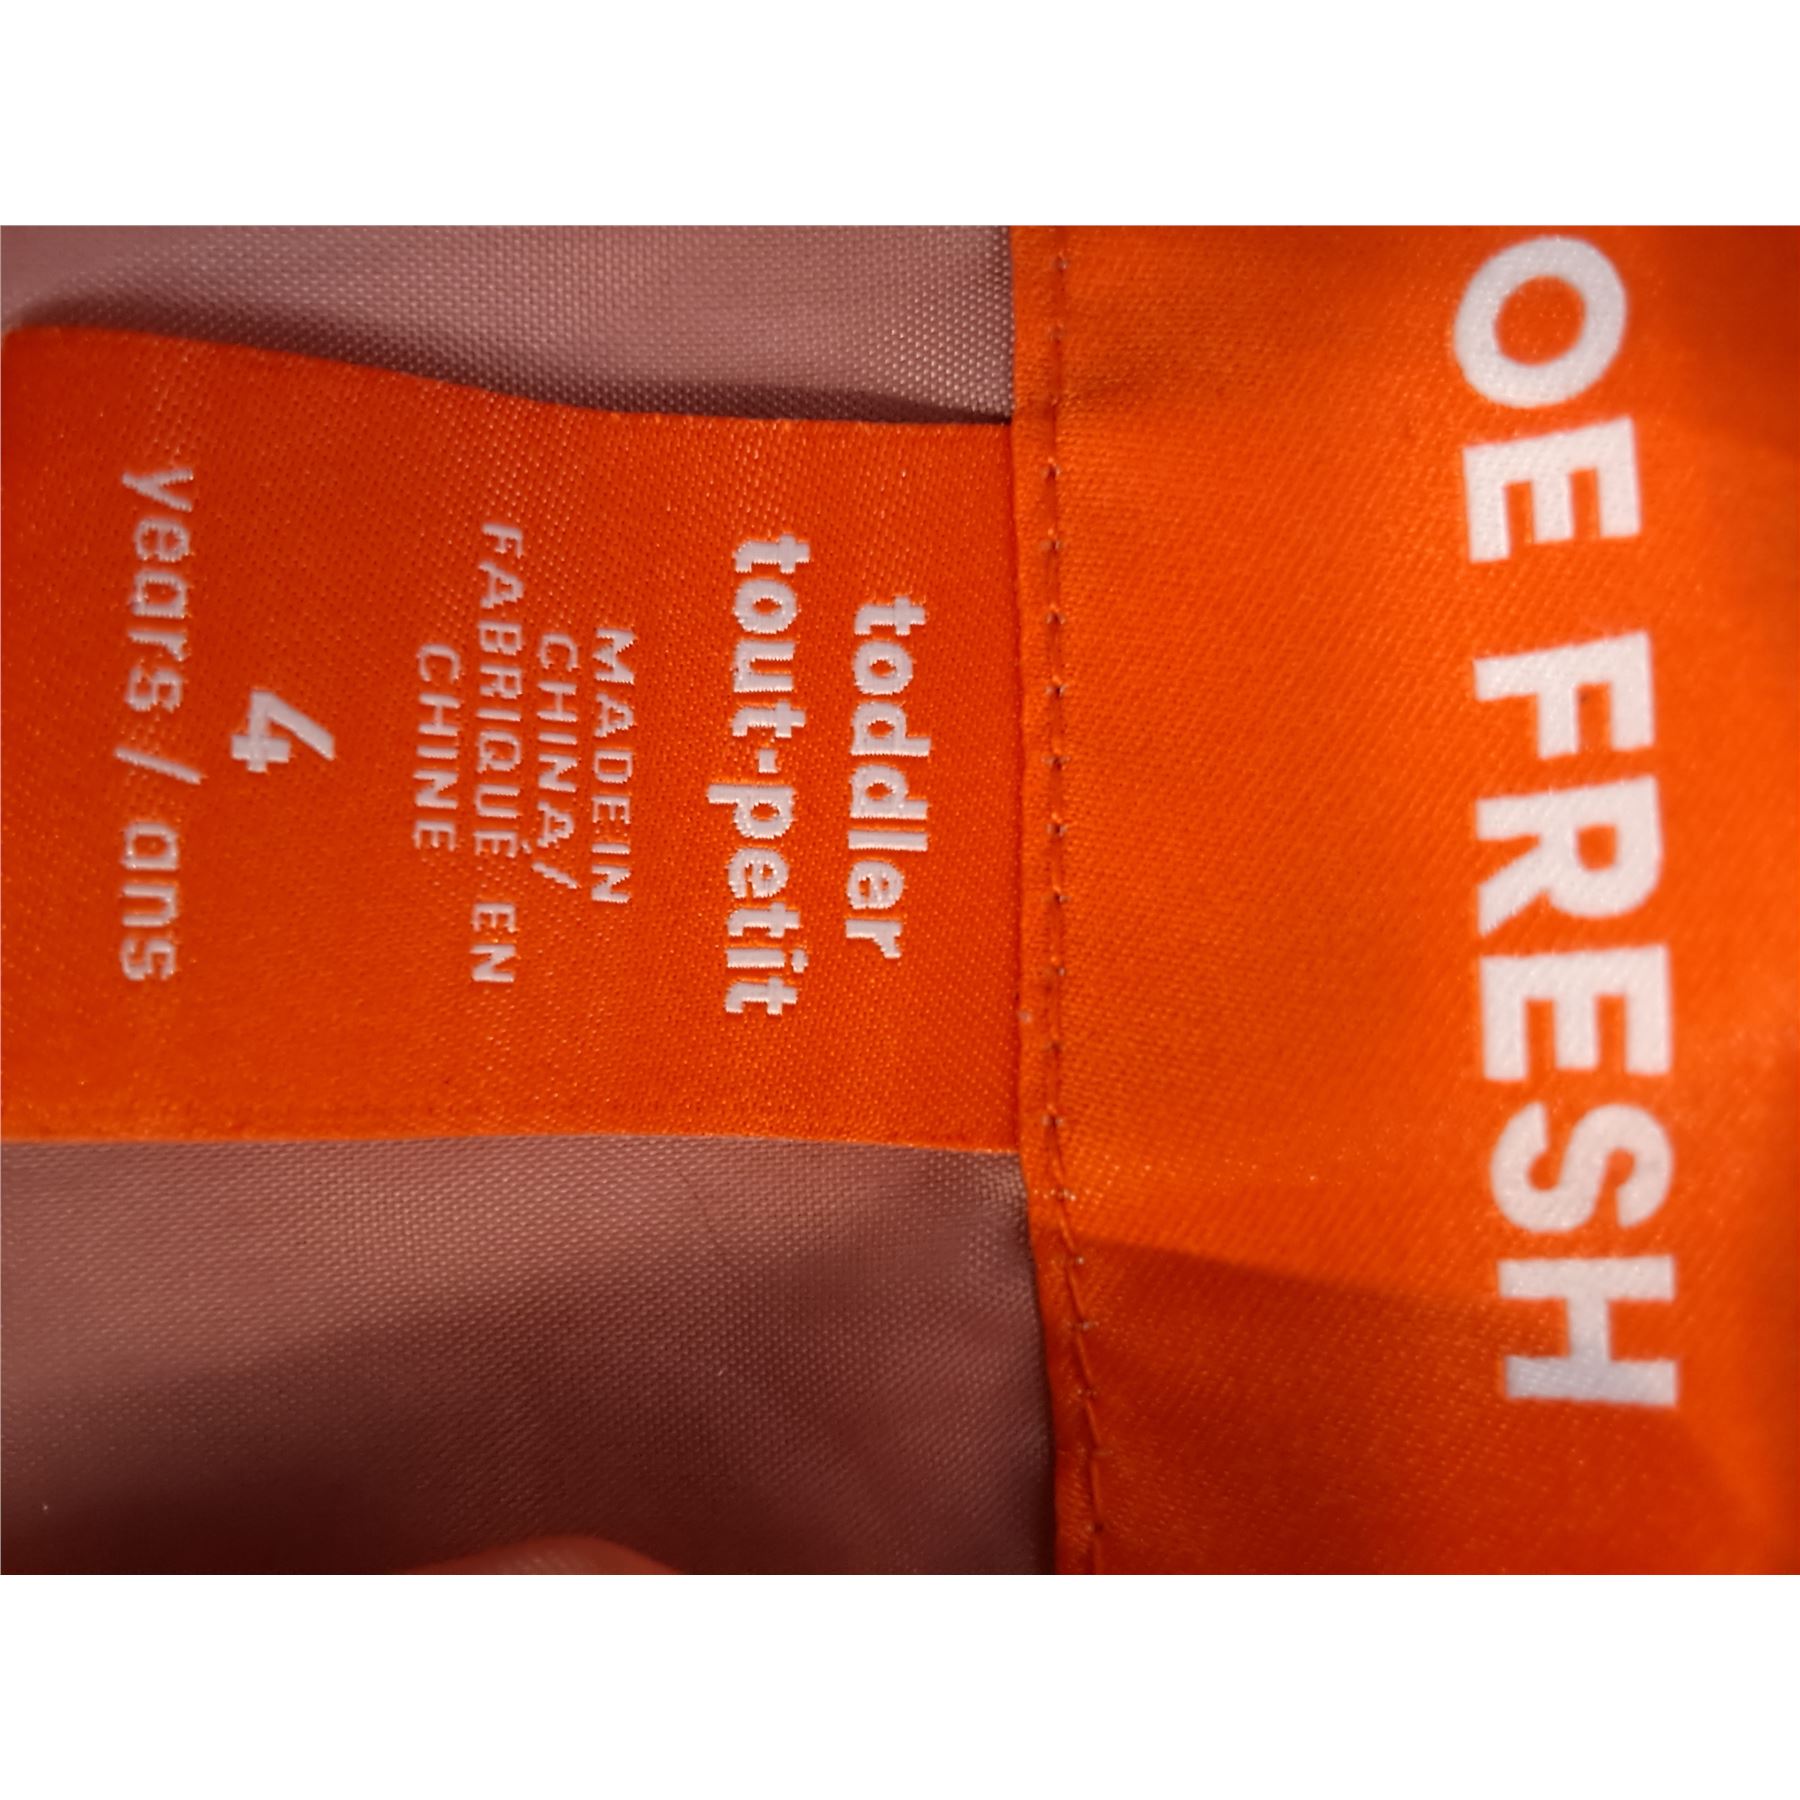 OE FRESH
toddler
tout-petit
MADE IN
CHINA/
FABRIQUÉ EN
CHINE
4
years / ans